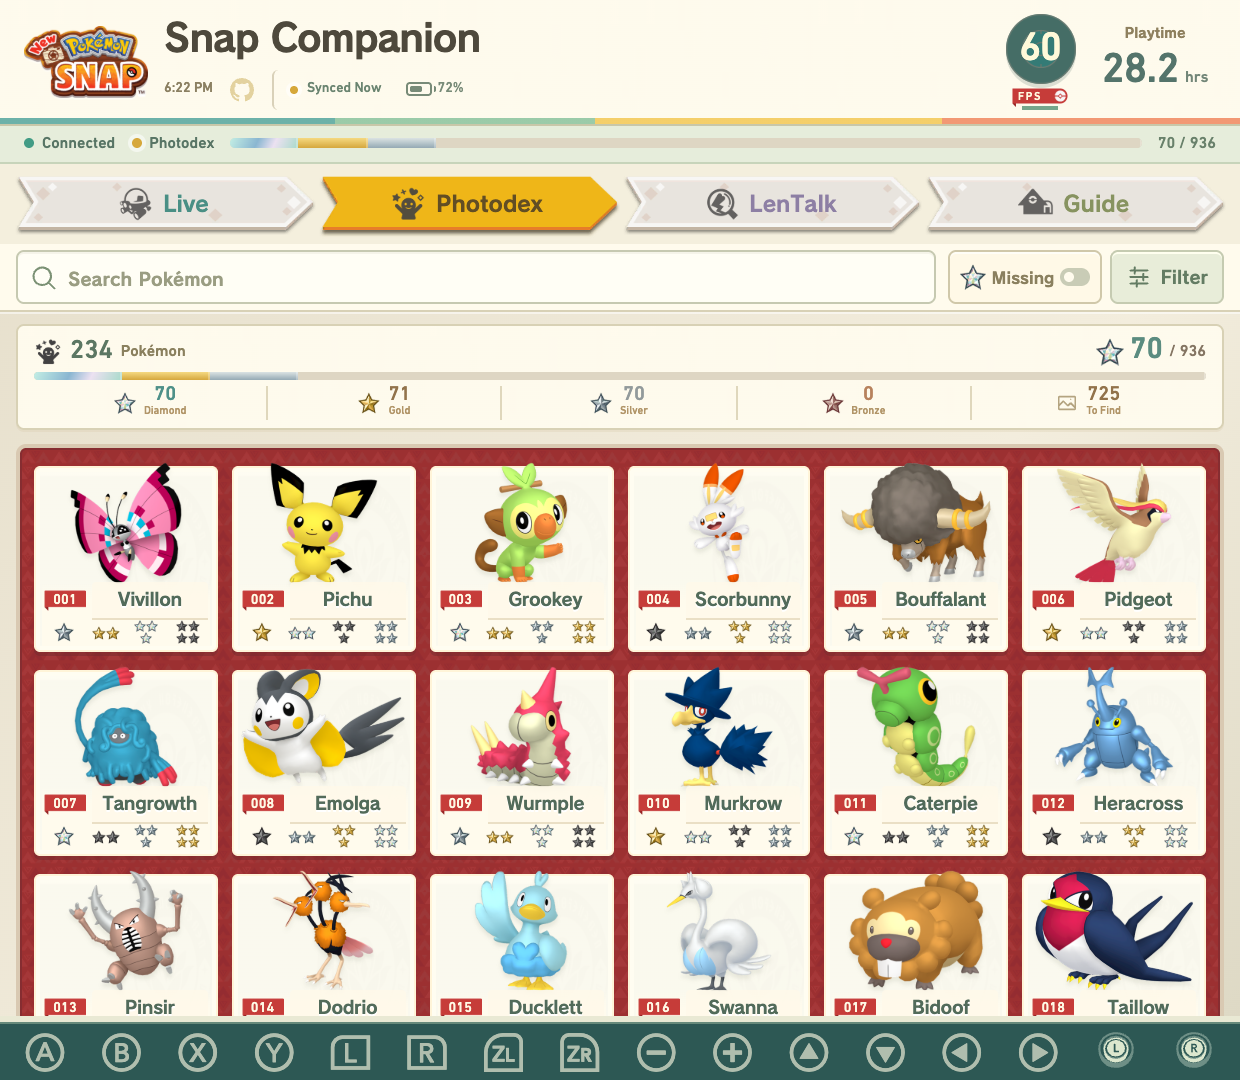 New Pokémon SNAP™
Snap Companion
6:22 PM
Synced Now
72%
60
FPS
Playtime
28.2 hrs
Connected
Photodex
70 / 936
Live
Photodex
LenTalk
Guide
Search Pokémon
Missing
Filter
234 Pokémon
70 / 936
70
Diamond
71
Gold
70
Silver
0
Bronze
725
To Find
001 Vivillon
002 Pichu
003 Grookey
004 Scorbunny
005 Bouffalant
006 Pidgeot
007 Tangrowth
008 Emolga
009 Wurmple
010 Murkrow
011 Caterpie
012 Heracross
013 Pinsir
014 Dodrio
015 Ducklett
016 Swanna
017 Bidoof
018 Taillow
A B X Y L R ZL ZR L R